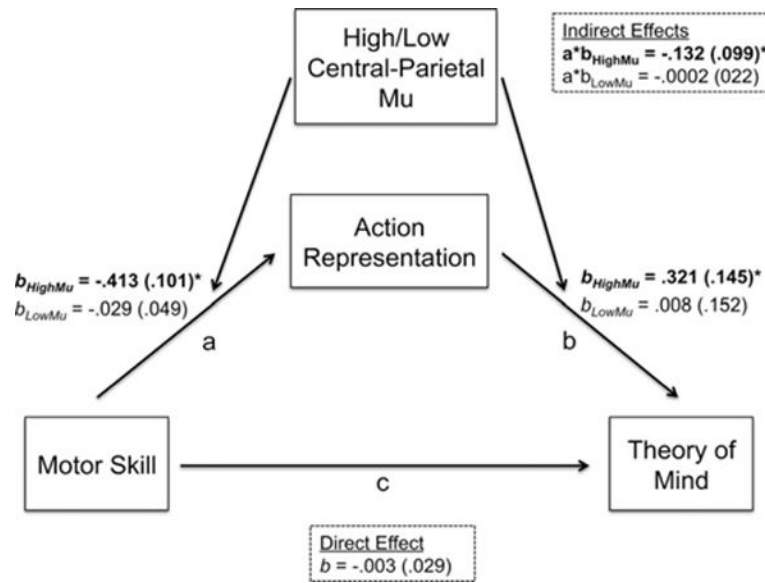 High/Low
Central-Parietal
Mu
Indirect Effects
a*bHighMu = -.132 (.099)*
a*bLowMu = -.0002 (022)
Action
Representation
bHighMu = -.413 (.101)*
bLowMu = -.029 (.049)
bHighMu = .321 (.145)*
bLowMu = .008 (.152)
a
b
Motor Skill
Theory of
Mind
c
Direct Effect
b = -.003 (.029)